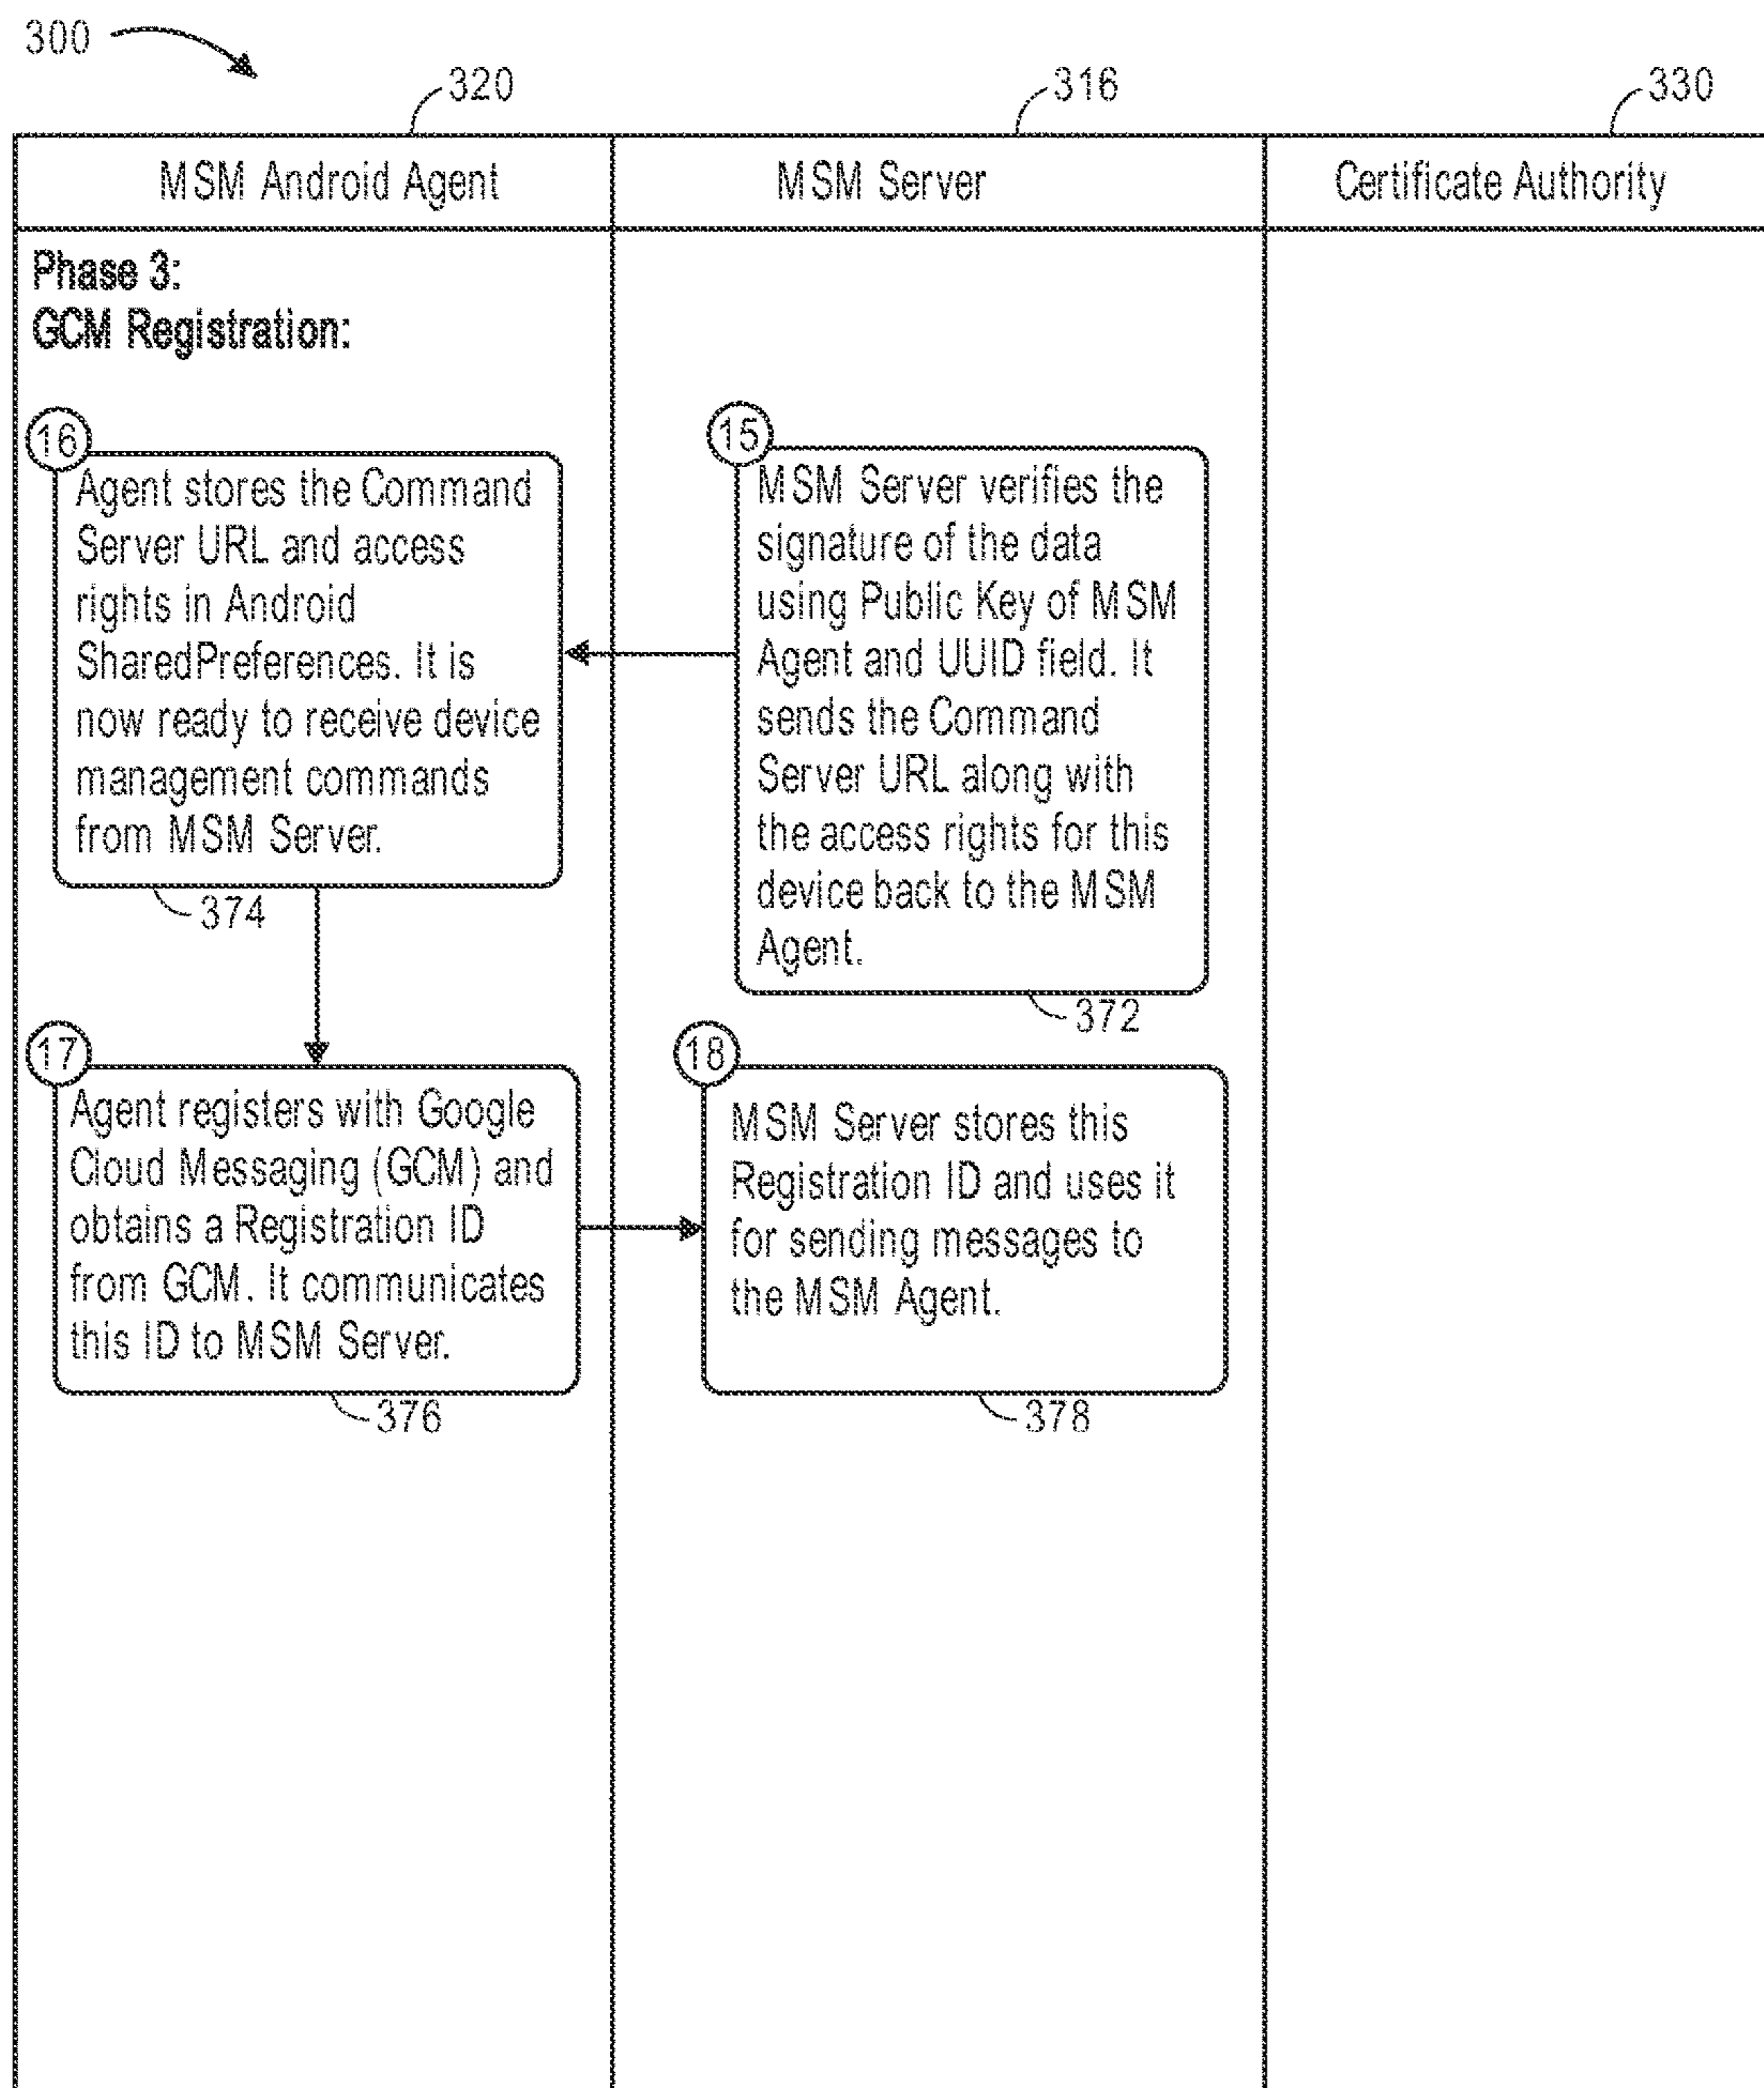 300
320
316
330
MSM Android Agent
MSM Server
Certificate Authority
Phase 3:
GCM Registration:
16
Agent stores the Command
Server URL and access
rights in Android
SharedPreferences. It is
now ready to receive device
management commands
from MSM Server.
374
15
MSM Server verifies the
signature of the data
using Public Key of MSM
Agent and UUID field. It
sends the Command
Server URL along with
the access rights for this
device back to the MSM
Agent.
372
17
Agent registers with Google
Cloud Messaging (GCM) and
obtains a Registration ID
from GCM. It communicates
this ID to MSM Server.
376
18
MSM Server stores this
Registration ID and uses it
for sending messages to
the MSM Agent.
378